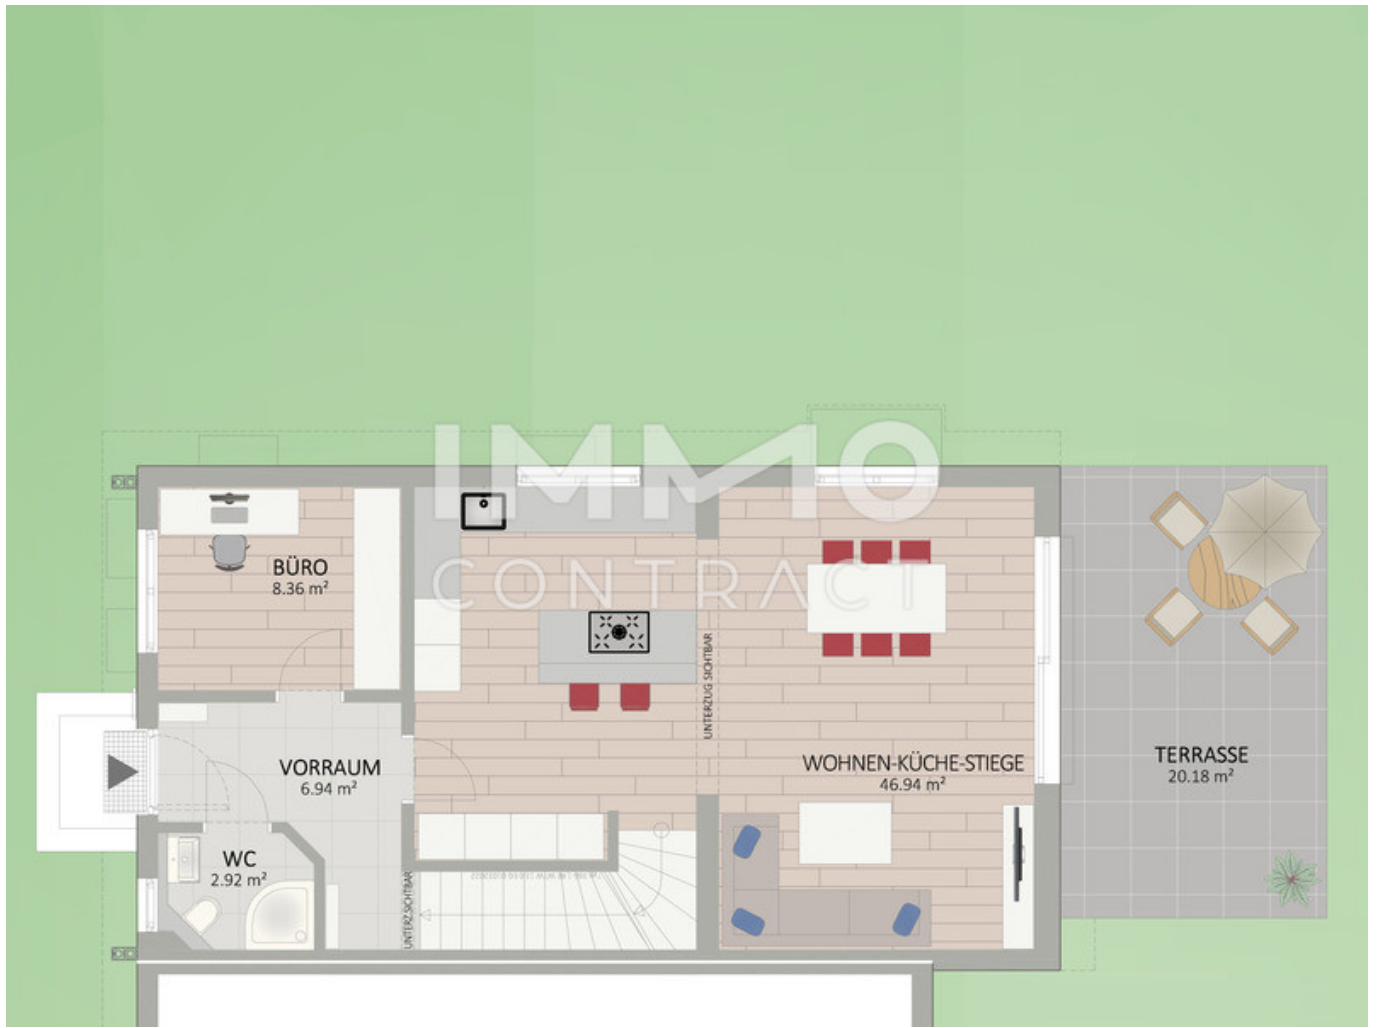 IMMO
CONTRACT
BÜRO
8.36 m²
UNTERZUG SICHTBAR
VORRAUM
6.94 m²
WOHNEN-KÜCHE-STIEGE
46.94 m²
TERRASSE
20.18 m²
WC
2.92 m²
UNTERZ.SICHTBAR